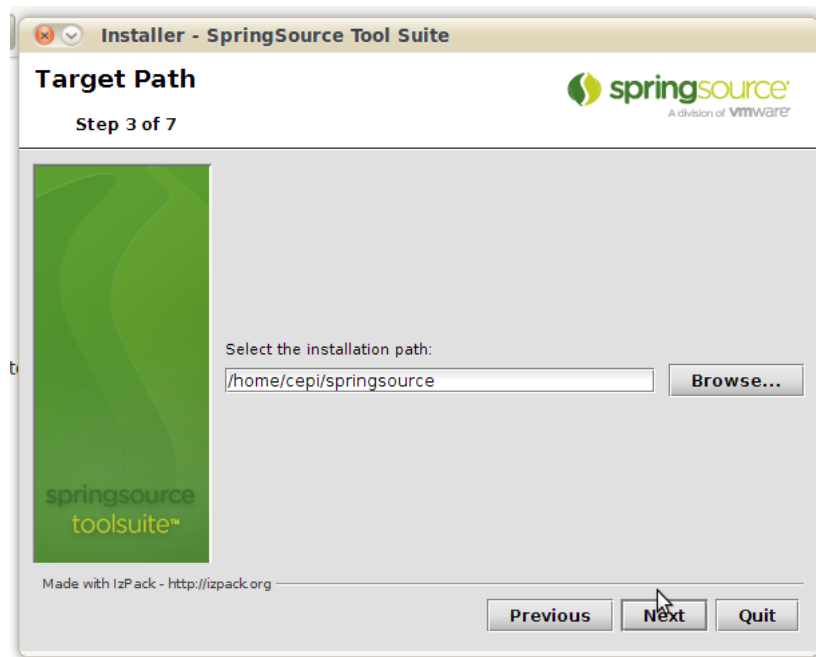 Installer - SpringSource Tool Suite
Target Path
Step 3 of 7
springsource
A division of vmware
Select the installation path:
/home/cepi/springsource
Browse...
springsource
toolsuite™
Made with IzPack - http://izpack.org
Previous
Next
Quit